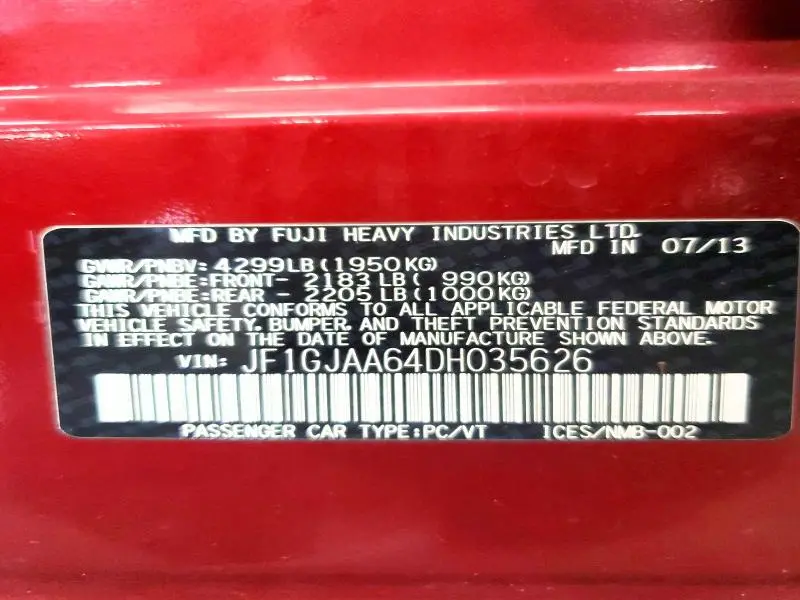 MFD BY FUJI HEAVY INDUSTRIES LTD.
MFD IN 07/13
GVWR/PNBV: 4299LB(1950KG)
GAWR/PNBE:FRONT- 2183LB( 990KG)
GAWR/PNBE:REAR - 2205LB(1000KG)
THIS VEHICLE CONFORMS TO ALL APPLICABLE FEDERAL MOTOR
VEHICLE SAFETY, BUMPER, AND THEFT PREVENTION STANDARDS
IN EFFECT ON THE DATE OF MANUFACTURE SHOWN ABOVE.
VIN: JF1GJAA64DH035626
PASSENGER CAR TYPE:PC/VT ICES/NMB-002